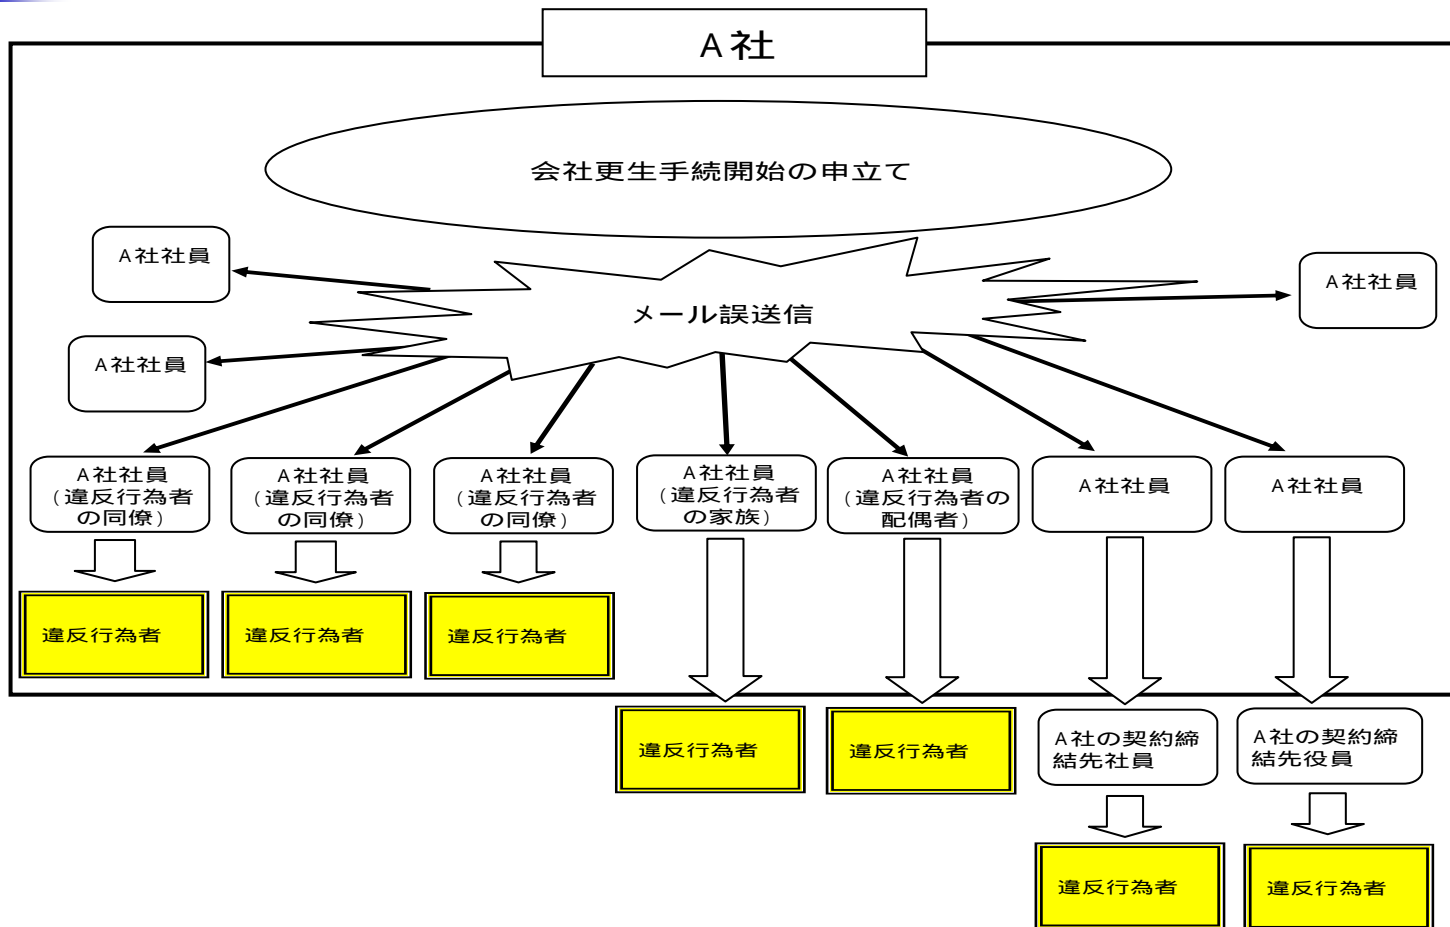 A社
会社更生手続開始の申立て
A社社員
A社社員
メール誤送信
A社社員
A社社員
(違反行為者
の同僚)
A社社員
(違反行為者
の同僚)
A社社員
(違反行為者
の同僚)
A社社員
(違反行為者
の家族)
A社社員
(違反行為者の
配偶者)
A社社員
A社社員
違反行為者
違反行為者
違反行為者
違反行為者
違反行為者
A社の契約締
結先社員
A社の契約締
結先役員
違反行為者
違反行為者